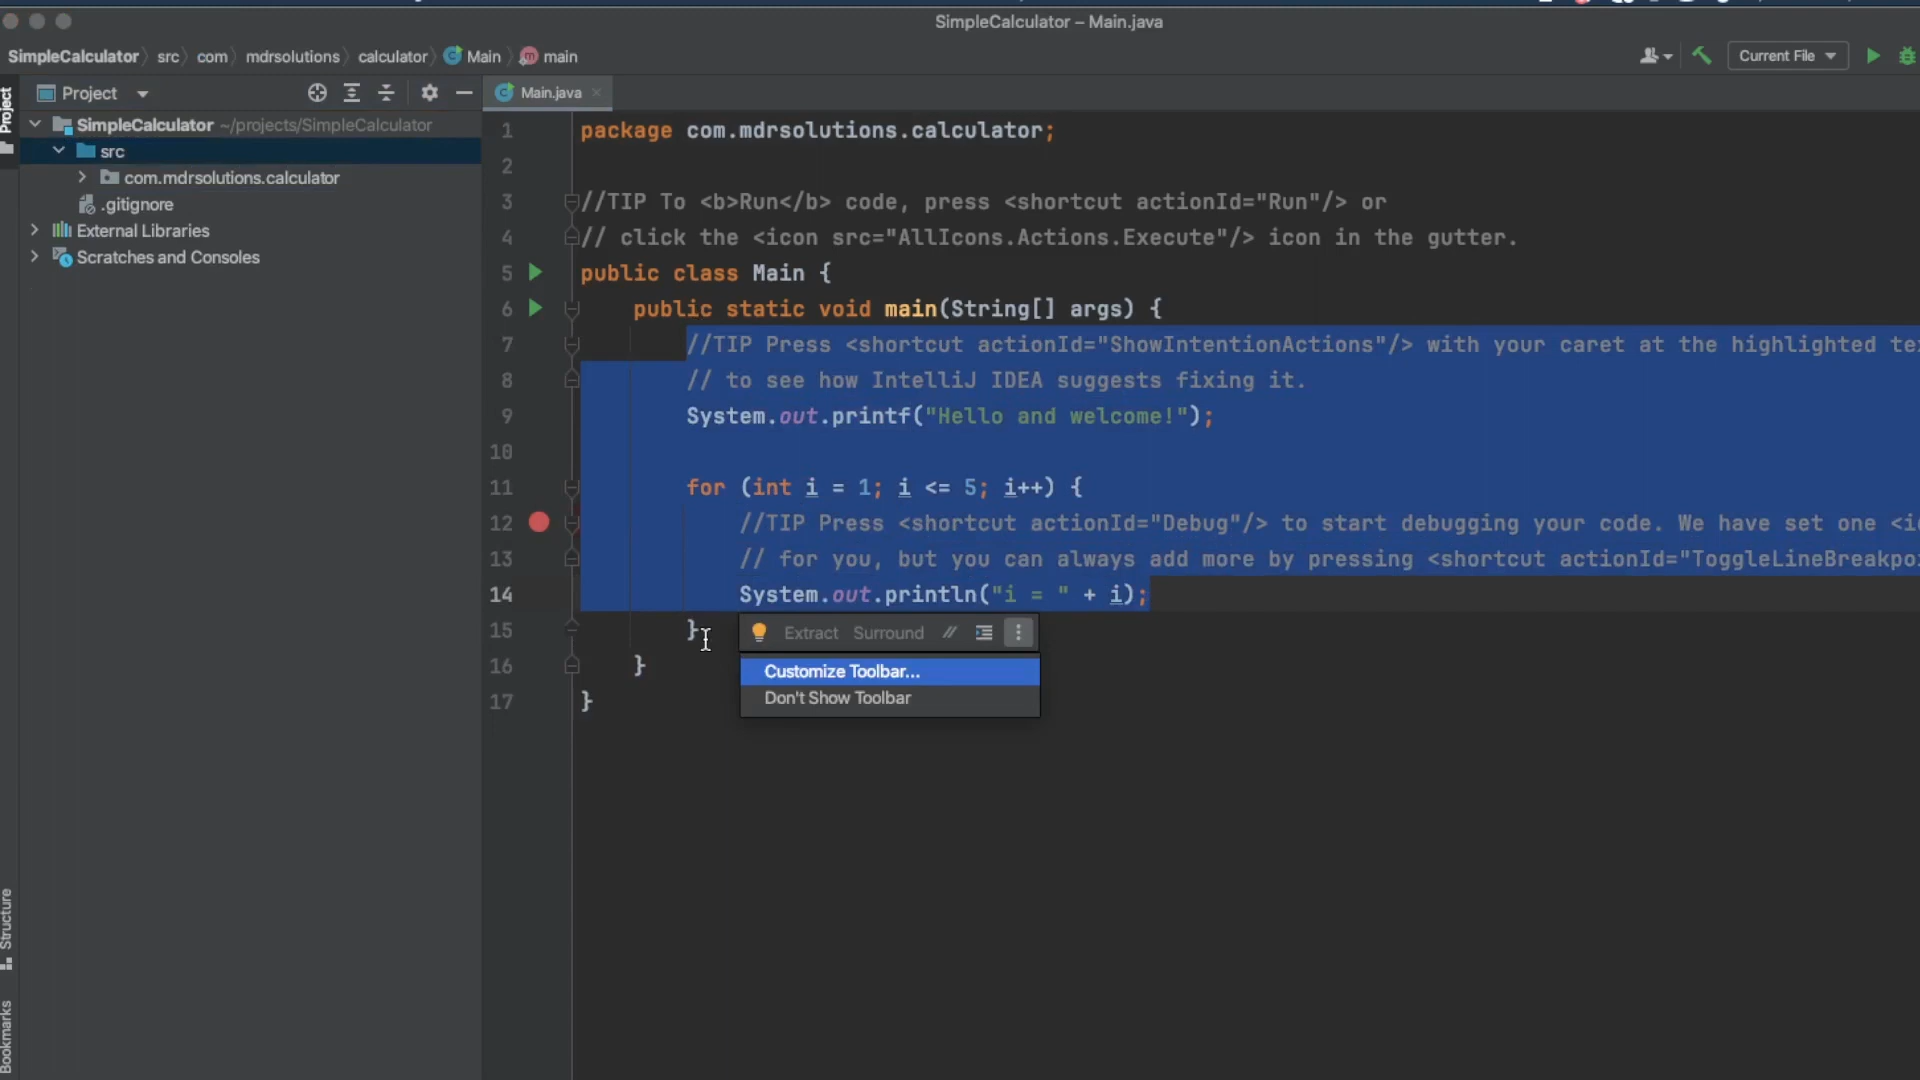 SimpleCalculator – Main.java
SimpleCalculator src com mdrsolutions calculator Main main
Current File
Project
Project
Main.java
SimpleCalculator ~/projects/SimpleCalculator
src
com.mdrsolutions.calculator
.gitignore
External Libraries
Scratches and Consoles
1 package com.mdrsolutions.calculator;
2
3 //TIP To <b>Run</b> code, press <shortcut actionId="Run"/> or
4 // click the <icon src="AllIcons.Actions.Execute"/> icon in the gutter.
5 public class Main {
6 public static void main(String[] args) {
7 //TIP Press <shortcut actionId="ShowIntentionActions"/> with your caret at the highlighted te
8 // to see how IntelliJ IDEA suggests fixing it.
9 System.out.printf("Hello and welcome!");
10
11 for (int i = 1; i <= 5; i++) {
12 //TIP Press <shortcut actionId="Debug"/> to start debugging your code. We have set one <i
13 // for you, but you can always add more by pressing <shortcut actionId="ToggleLineBreakpo
14 System.out.println("i = " + i);
15 }
16 }
17 }
Extract Surround //
Customize Toolbar...
Don't Show Toolbar
Structure
Bookmarks